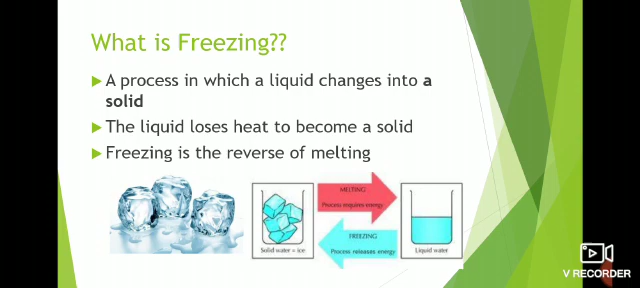 What is Freezing??
A process in which a liquid changes into a
solid
The liquid loses heat to become a solid
Freezing is the reverse of melting
MELTING
Process requires energy
FREEZING
Process releases energy
Solid water = ice
Liquid water
V RECORDER